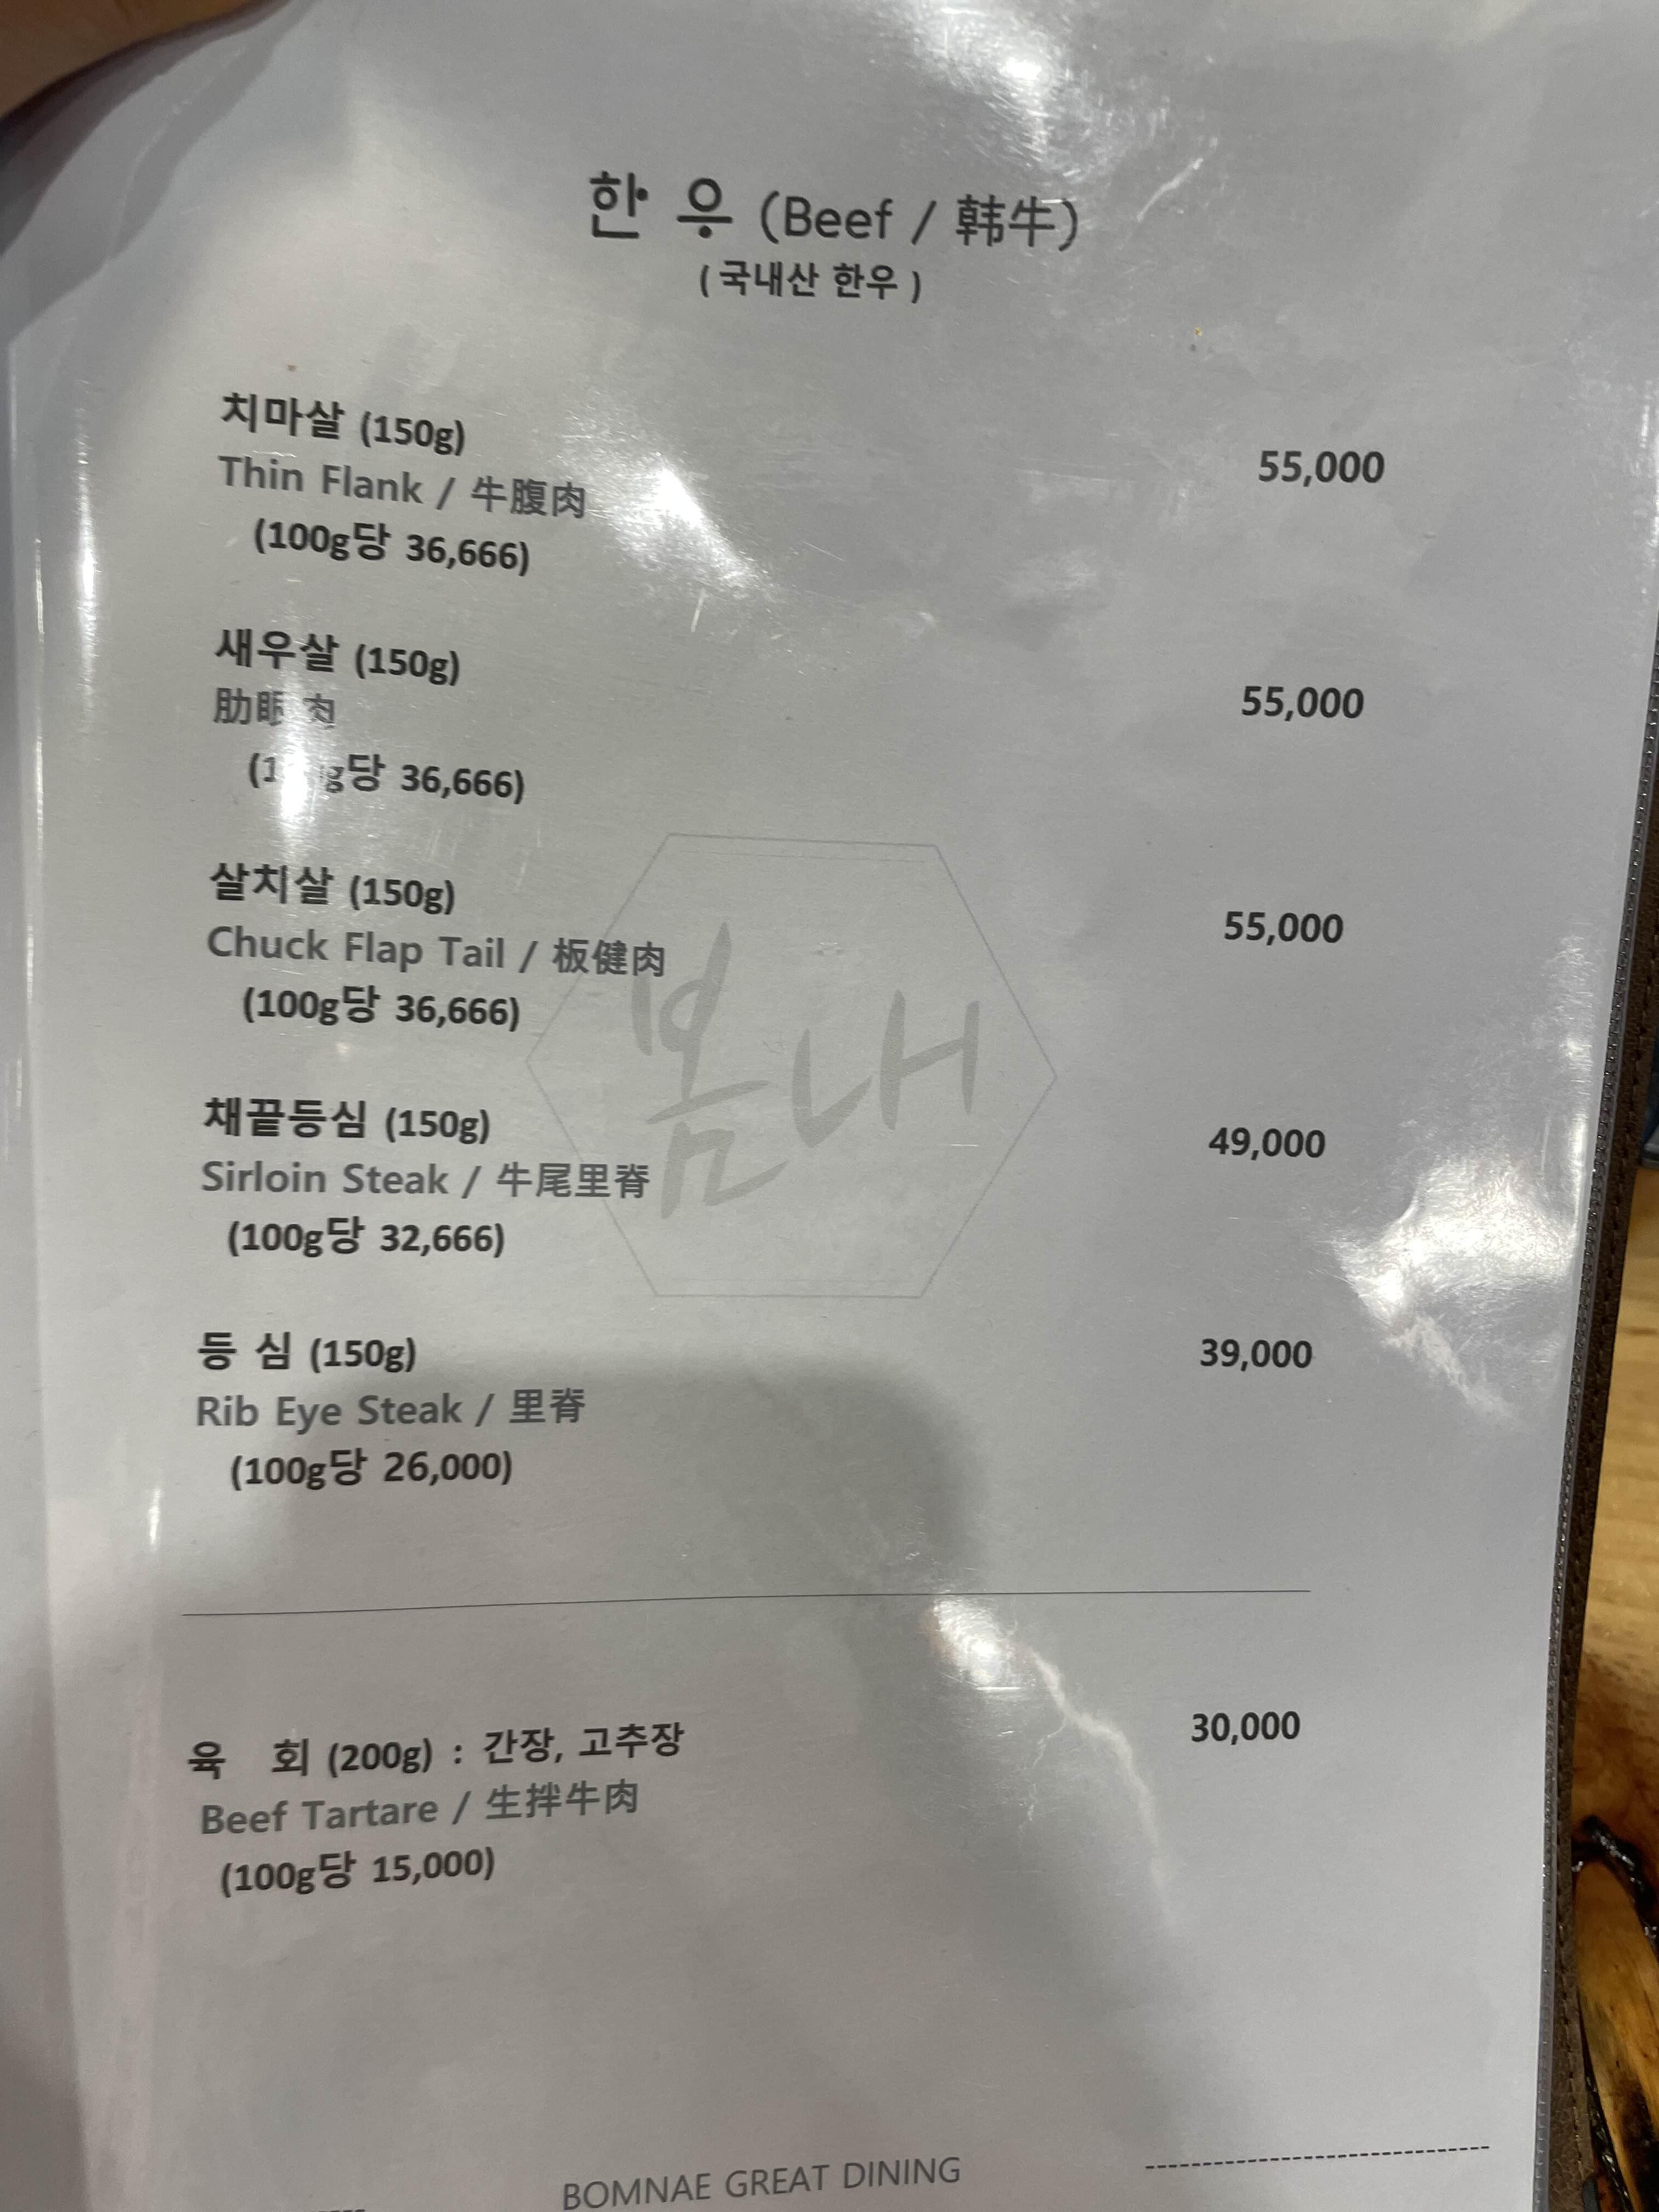 한 우 (Beef / 韩牛)
( 국내산 한우 )
치마살 (150g)
55,000
Thin Flank / 牛腹肉
(100g당 36,666)
새우살 (150g)
55,000
肋眼肉
g당 36,666)
살치살 (150g)
55,000
Chuck Flap Tail / 板健肉
(100g당 36,666)
봄내
채끝등심 (150g)
49,000
Sirloin Steak / 牛尾里脊
(100g당 32,666)
등 심 (150g)
39,000
Rib Eye Steak / 里脊
(100g당 26,000)
육 회 (200g) : 간장, 고추장
30,000
Beef Tartare / 生拌牛肉
(100g당 15,000)
BOMNAE GREAT DINING